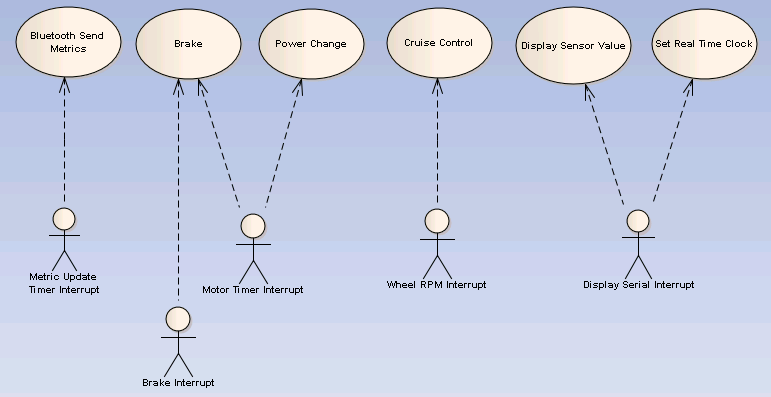 Bluetooth Send
Metrics
Brake
Power Change
Cruise Control
Display Sensor Value
Set Real Time Clock
Metric Update
Timer Interrupt
Motor Timer Interrupt
Wheel RPM Interrupt
Display Serial Interrupt
Brake Interrupt